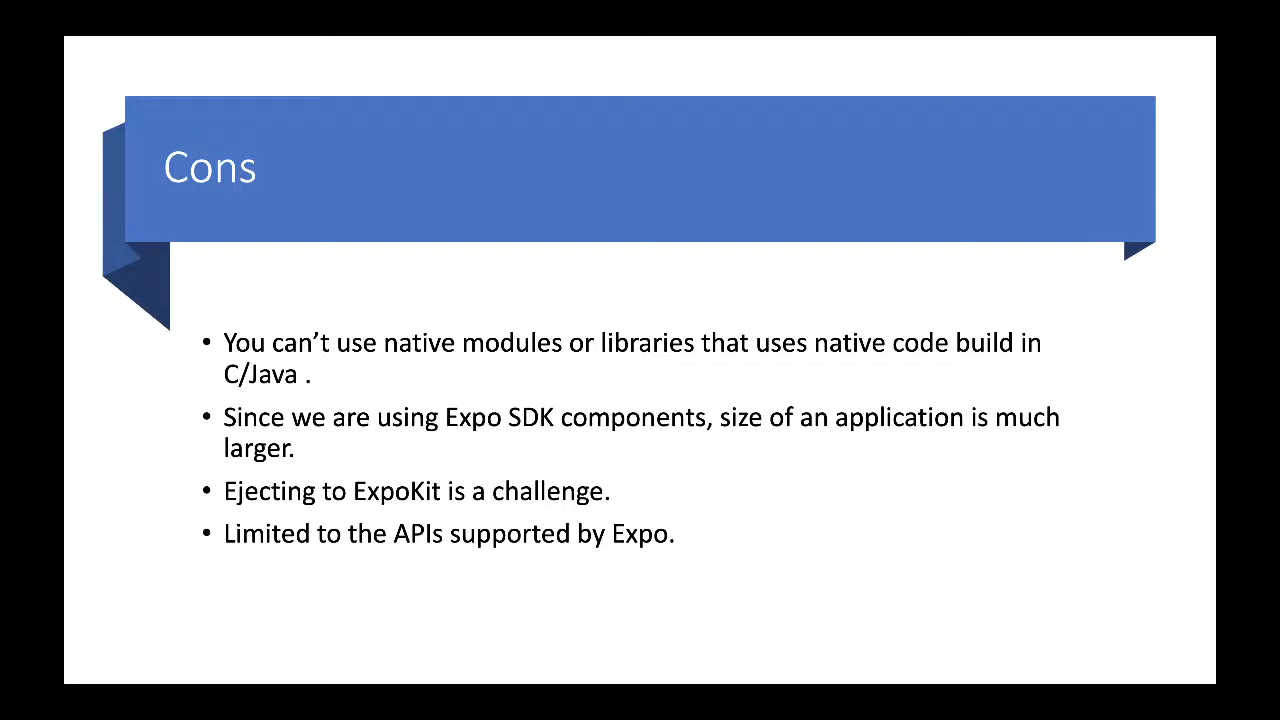 Cons
• You can’t use native modules or libraries that uses native code build in
C/Java .
• Since we are using Expo SDK components, size of an application is much
larger.
• Ejecting to ExpoKit is a challenge.
• Limited to the APIs supported by Expo.